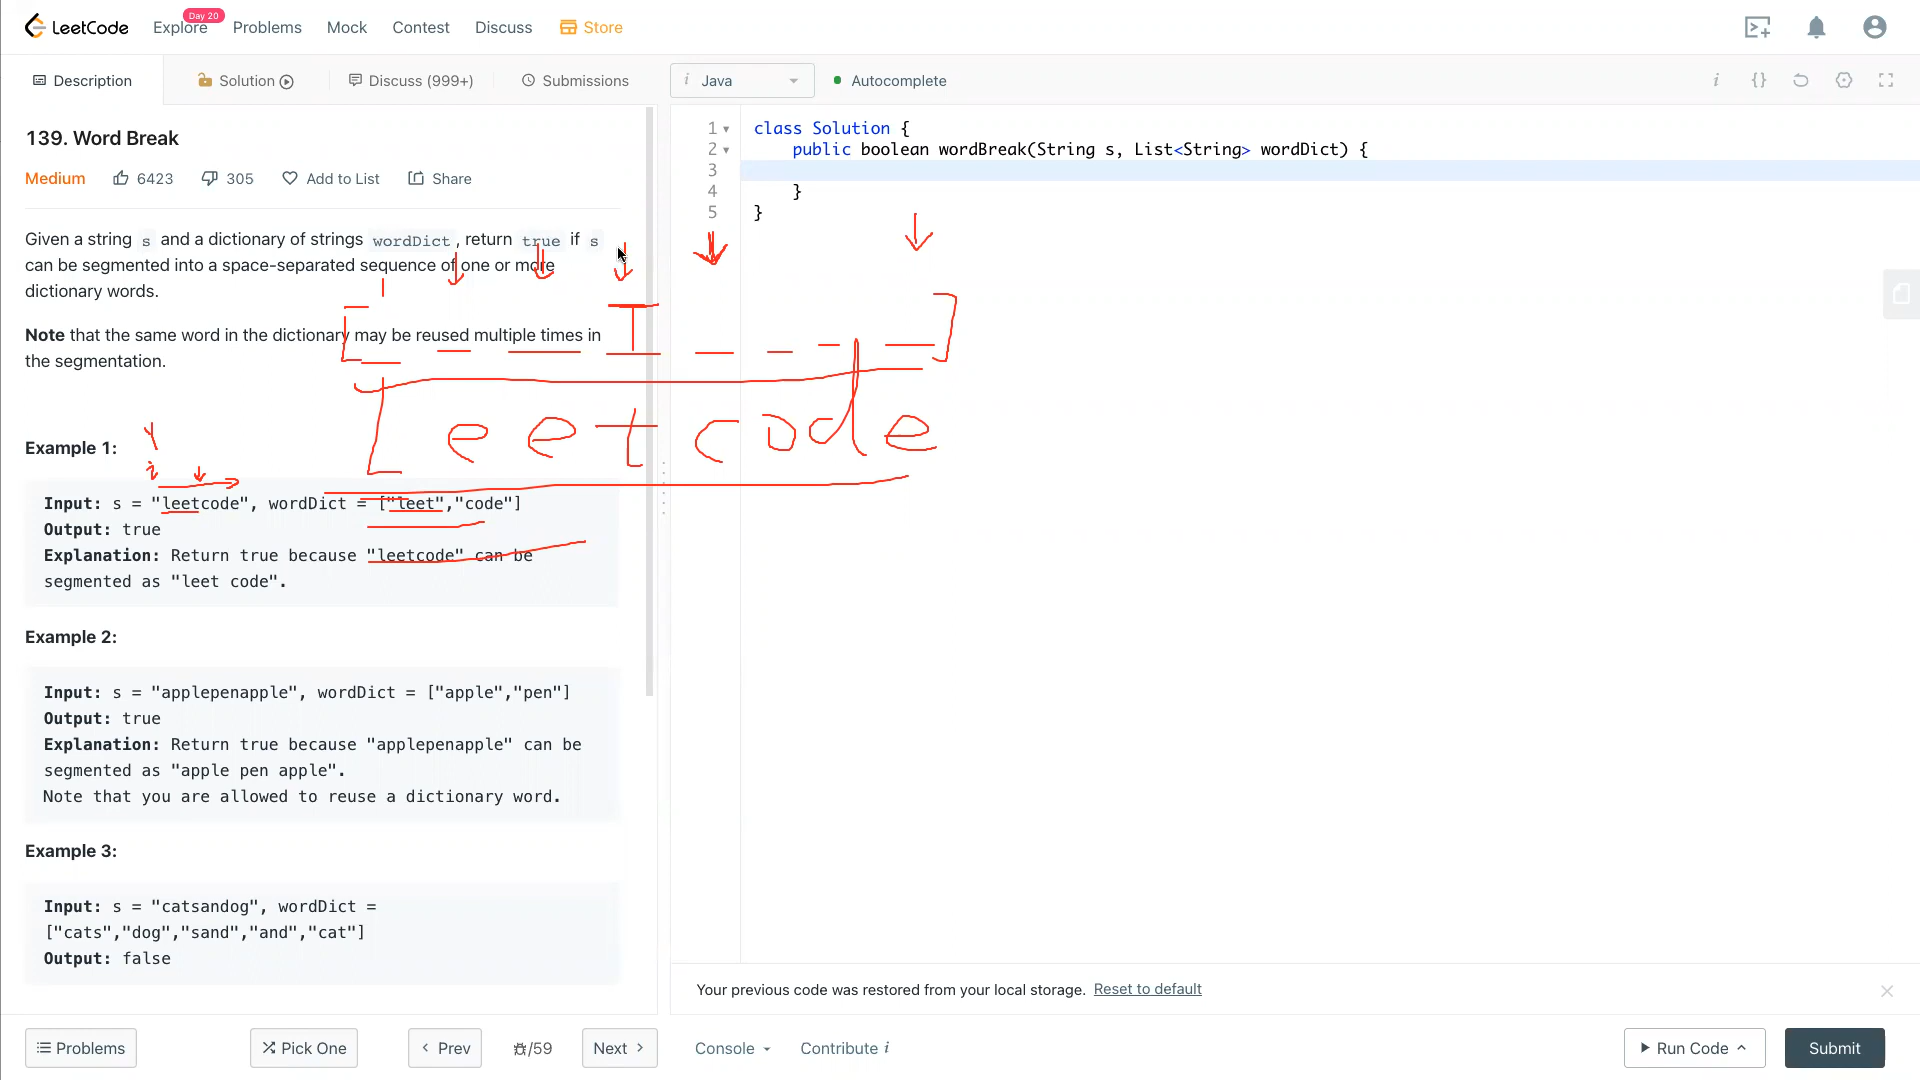 LeetCode
Explore
Day 20
Problems
Mock
Contest
Discuss
Store
Description
Solution
Discuss (999+)
Submissions
i Java
Autocomplete
i {}
139. Word Break
Medium
6423
305
Add to List
Share
Given a string s and a dictionary of strings wordDict, return true if s
can be segmented into a space-separated sequence of one or more
dictionary words.
Note that the same word in the dictionary may be reused multiple times in
the segmentation.
Example 1:
Input: s = "leetcode", wordDict = ["leet","code"]
Output: true
Explanation: Return true because "leetcode" can be
segmented as "leet code".
Example 2:
Input: s = "applepenapple", wordDict = ["apple","pen"]
Output: true
Explanation: Return true because "applepenapple" can be
segmented as "apple pen apple".
Note that you are allowed to reuse a dictionary word.
Example 3:
Input: s = "catsandog", wordDict =
["cats","dog","sand","and","cat"]
Output: false
1 class Solution {
2 public boolean wordBreak(String s, List<String> wordDict) {
3
4 }
5 }
T
L e e t c o d e
i
Your previous code was restored from your local storage. Reset to default
Problems
Pick One
Prev
/59
Next
Console
Contribute i
Run Code
Submit